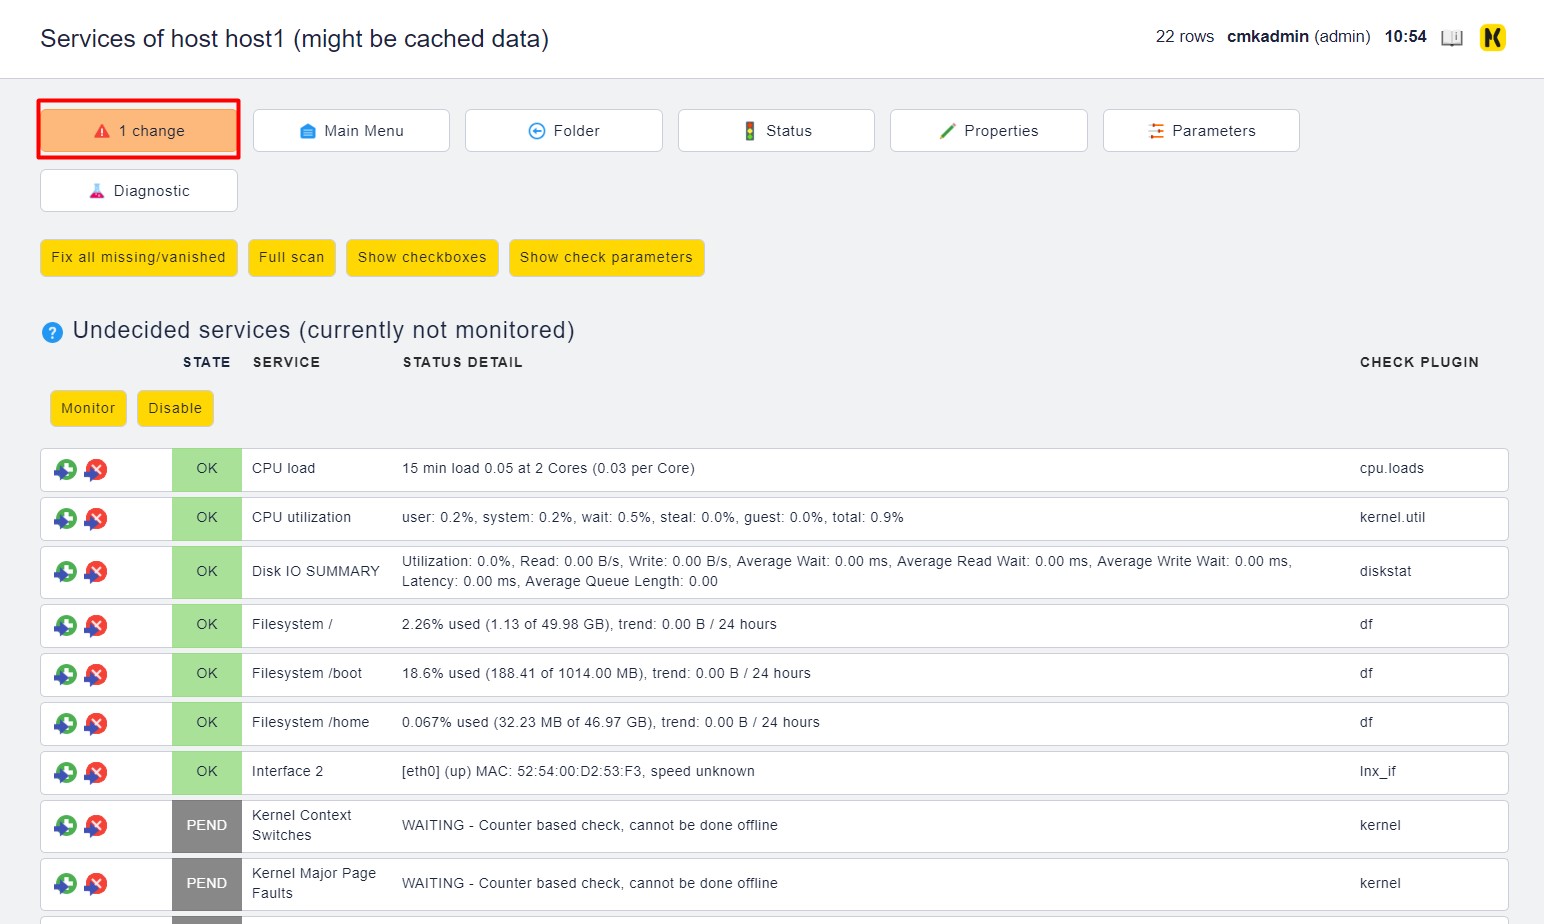 Services of host host1 (might be cached data)
22 rows cmkadmin (admin) 10:54
1 change
Main Menu
Folder
Status
Properties
Parameters
Diagnostic
Fix all missing/vanished
Full scan
Show checkboxes
Show check parameters
Undecided services (currently not monitored)
STATE SERVICE STATUS DETAIL CHECK PLUGIN
Monitor Disable
OK CPU load 15 min load 0.05 at 2 Cores (0.03 per Core) cpu.loads
OK CPU utilization user: 0.2%, system: 0.2%, wait: 0.5%, steal: 0.0%, guest: 0.0%, total: 0.9% kernel.util
OK Disk IO SUMMARY Utilization: 0.0%, Read: 0.00 B/s, Write: 0.00 B/s, Average Wait: 0.00 ms, Average Read Wait: 0.00 ms, Average Write Wait: 0.00 ms,
Latency: 0.00 ms, Average Queue Length: 0.00 diskstat
OK Filesystem / 2.26% used (1.13 of 49.98 GB), trend: 0.00 B / 24 hours df
OK Filesystem /boot 18.6% used (188.41 of 1014.00 MB), trend: 0.00 B / 24 hours df
OK Filesystem /home 0.067% used (32.23 MB of 46.97 GB), trend: 0.00 B / 24 hours df
OK Interface 2 [eth0] (up) MAC: 52:54:00:D2:53:F3, speed unknown lnx_if
PEND Kernel Context
Switches WAITING - Counter based check, cannot be done offline kernel
PEND Kernel Major Page
Faults WAITING - Counter based check, cannot be done offline kernel